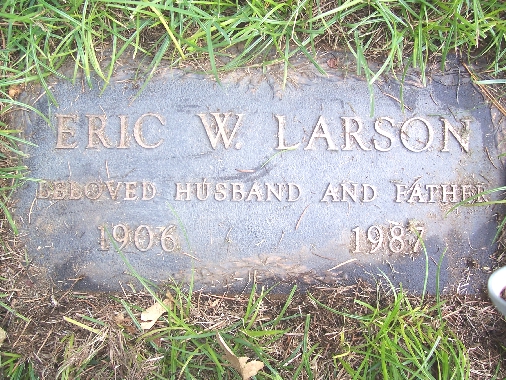 ERIC W. LARSON
BELOVED HUSBAND AND FATHER
1906 1987